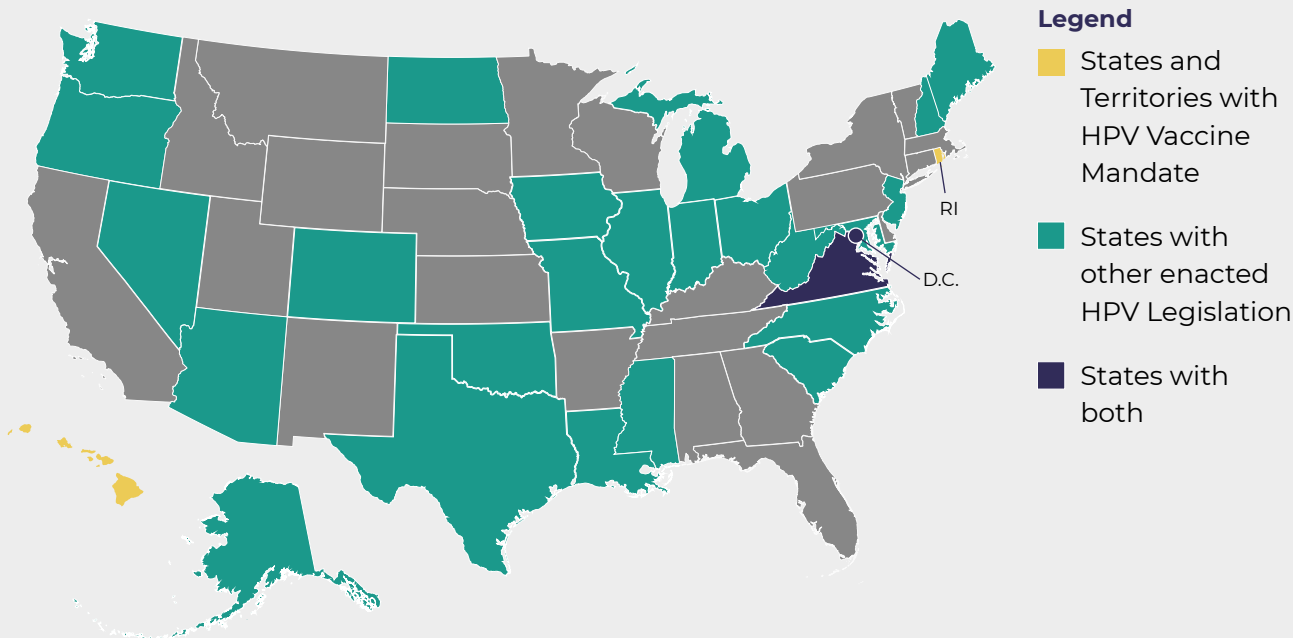 Legend
States and
Territories with
HPV Vaccine
Mandate
States with
other enacted
HPV Legislation
States with
both
RI
D.C.